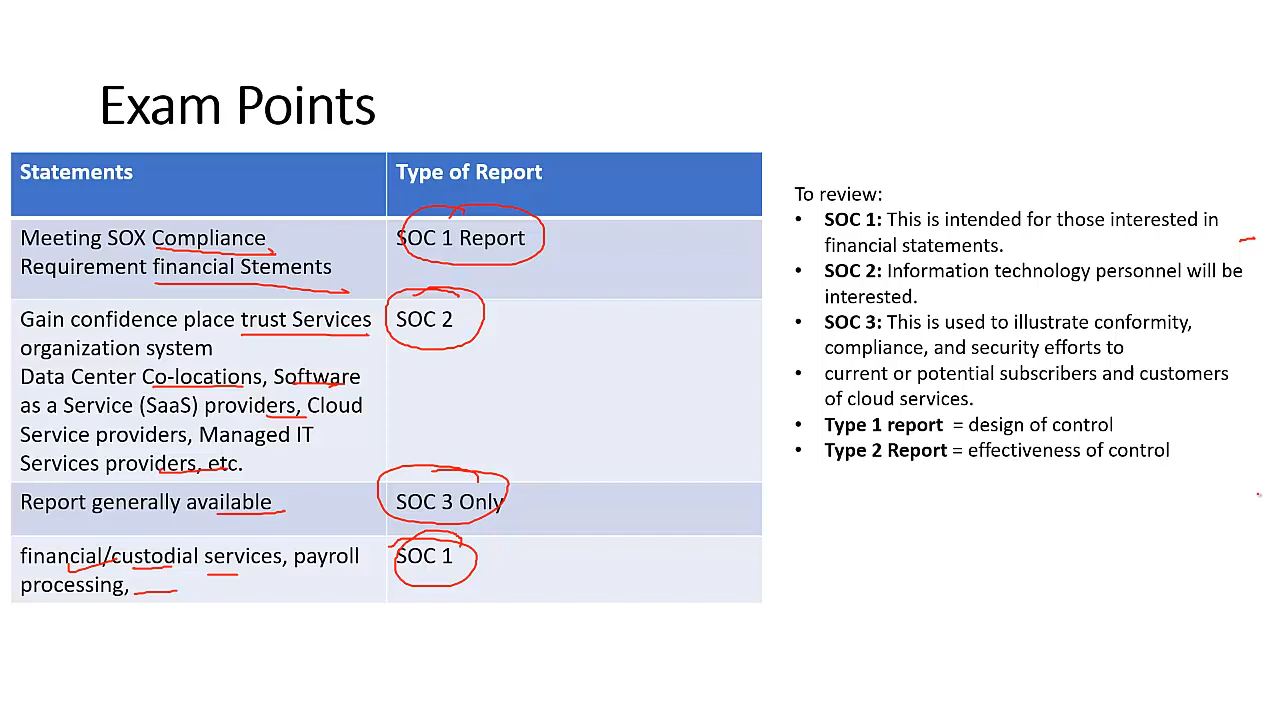 Exam Points
Statements
Type of Report
Meeting SOX Compliance
Requirement financial Stements
SOC 1 Report
Gain confidence place trust Services
organization system
Data Center Co-locations, Software
as a Service (SaaS) providers, Cloud
Service providers, Managed IT
Services providers, etc.
SOC 2
Report generally available
SOC 3 Only
financial/custodial services, payroll
processing,
SOC 1
To review:
• SOC 1: This is intended for those interested in
financial statements.
• SOC 2: Information technology personnel will be
interested.
• SOC 3: This is used to illustrate conformity,
compliance, and security efforts to
• current or potential subscribers and customers
of cloud services.
• Type 1 report  = design of control
• Type 2 Report = effectiveness of control